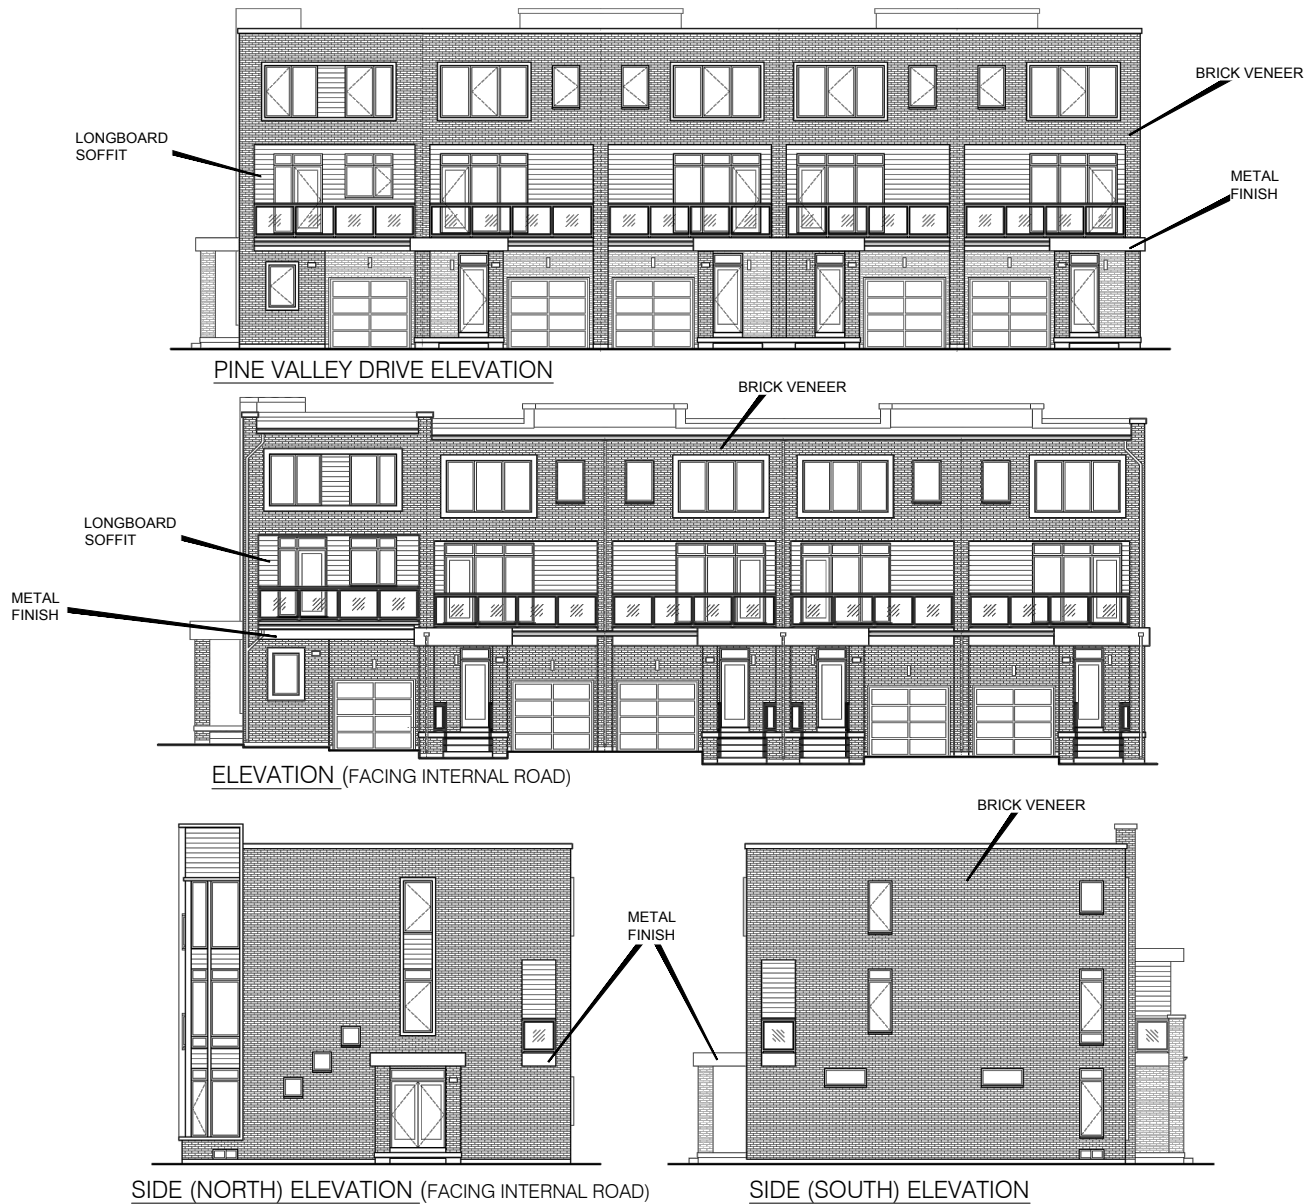 BRICK VENEER
LONGBOARD
SOFFIT
METAL
FINISH
PINE VALLEY DRIVE ELEVATION
BRICK VENEER
LONGBOARD
SOFFIT
METAL
FINISH
ELEVATION (FACING INTERNAL ROAD)
BRICK VENEER
METAL
FINISH
SIDE (NORTH) ELEVATION (FACING INTERNAL ROAD)
SIDE (SOUTH) ELEVATION